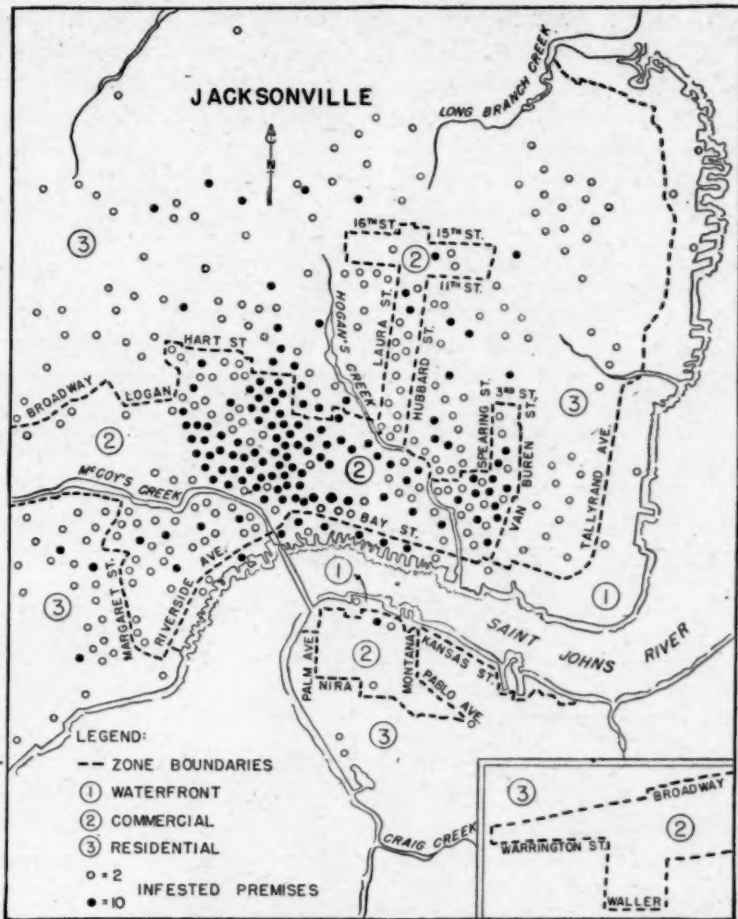 JACKSONVILLE
N
LONG BRANCH CREEK
3
16TH ST.
15TH ST.
2
11TH ST.
HOGAN'S CREEK
LAURA ST.
HUBBARD ST.
HART ST
BROADWAY
LOGAN
3RD ST.
SPEARING ST.
VAN BUREN ST.
3
TALLYRAND AVE.
2
2
McCOY'S CREEK
BAY ST.
MARGARET ST.
RIVERSIDE AVE.
3
1
1
SAINT JOHNS RIVER
PALM AVE.
2
MONTANA
KANSAS ST.
NIRA
PABLO AVE.
3
CRAIG CREEK
LEGEND:
ZONE BOUNDARIES
1 WATERFRONT
2 COMMERCIAL
3 RESIDENTIAL
= 2
= 10 INFESTED PREMISES
3
BROADWAY
2
WARRINGTON ST.
WALLER